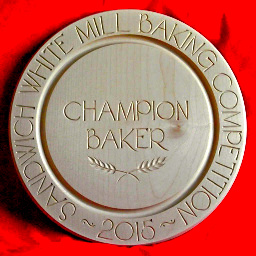 SANDWICH WHITE MILL BAKING COMPETITION
~ 2015 ~
CHAMPION
BAKER